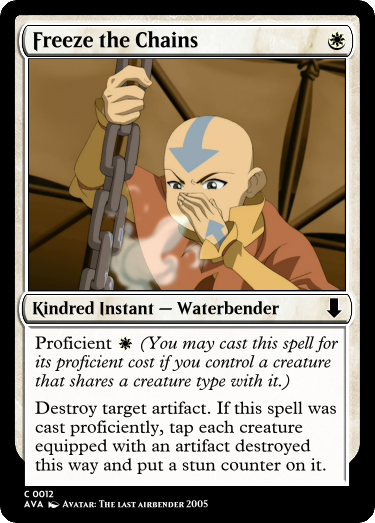 Freeze the Chains
Kindred Instant — Waterbender
Proficient (You may cast this spell for
its proficient cost if you control a creature
that shares a creature type with it.)
Destroy target artifact. If this spell was
cast proficiently, tap each creature
equipped with an artifact destroyed
this way and put a stun counter on it.
C 0012
AVA Avatar: The last airbender 2005